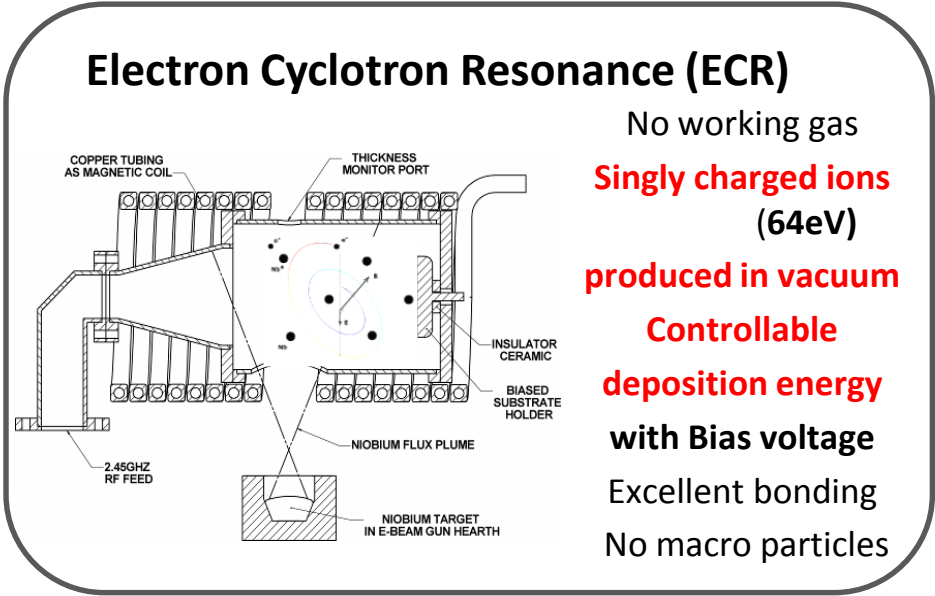 Electron Cyclotron Resonance (ECR)
No working gas
Singly charged ions
(64eV)
produced in vacuum
Controllable
deposition energy
with Bias voltage
Excellent bonding
No macro particles
COPPER TUBING
AS MAGNETIC COIL
THICKNESS
MONITOR PORT
e-
e-
Nb+
B
E
Nb
INSULATOR
CERAMIC
BIASED
SUBSTRATE
HOLDER
NIOBIUM FLUX PLUME
2.45GHZ
RF FEED
NIOBIUM TARGET
IN E-BEAM GUN HEARTH